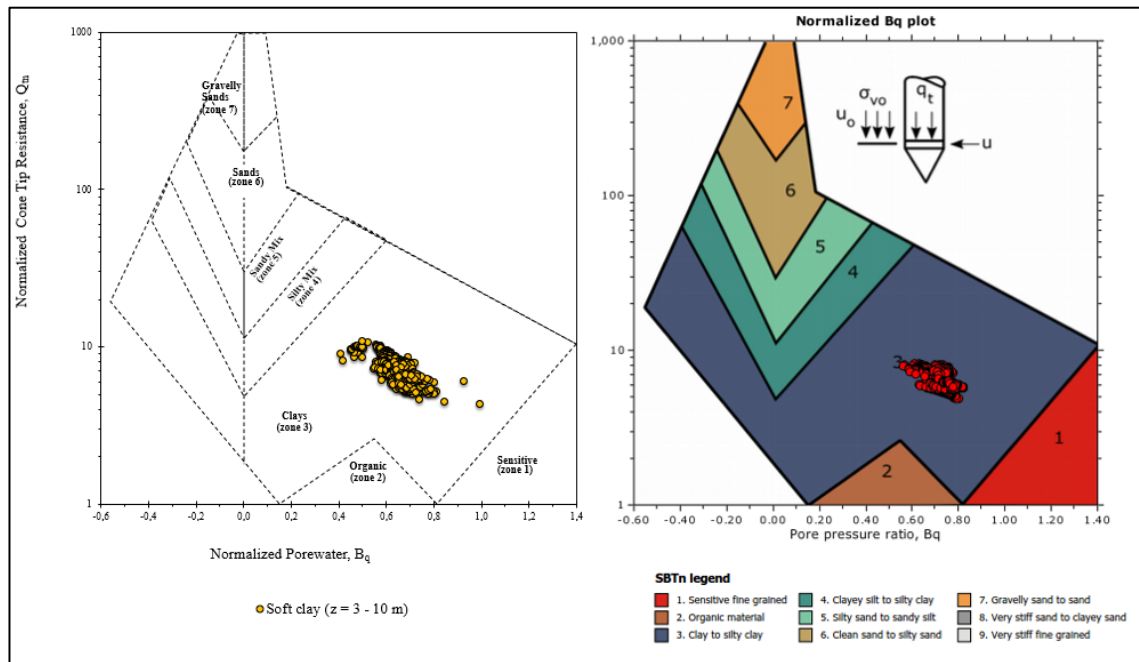 Normalized Cone Tip Resistance, Qm
1000
100
10
1
-0,6 -0,4 -0,2 0,0 0,2 0,4 0,6 0,8 1,0 1,2 1,4
Gravelly
Sands
(zone 7)
Sands
(zone 6)
Sandy Mix
(zone 5)
Silty Mix
(zone 4)
Clays
(zone 3)
Organic
(zone 2)
Sensitive
(zone 1)
Normalized Porewater, Bq
Soft clay (z = 3 - 10 m)
Normalized Bq plot
1,000
100
10
1
-0.60 -0.40 -0.20 0.00 0.20 0.40 0.60 0.80 1.00 1.20 1.40
7
6
5
4
3
2
1
σvo
uo
qt
u
Pore pressure ratio, Bq
SBTn legend
1. Sensitive fine grained
2. Organic material
3. Clay to silty clay
4. Clayey silt to silty clay
5. Silty sand to sandy silt
6. Clean sand to silty sand
7. Gravelly sand to sand
8. Very stiff sand to clayey sand
9. Very stiff fine grained